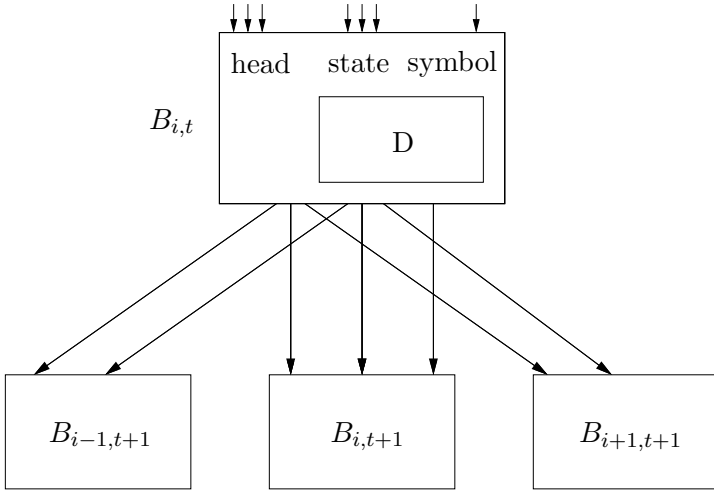 head state symbol
B_{i,t}
D
B_{i−1,t+1} B_{i,t+1} B_{i+1,t+1}